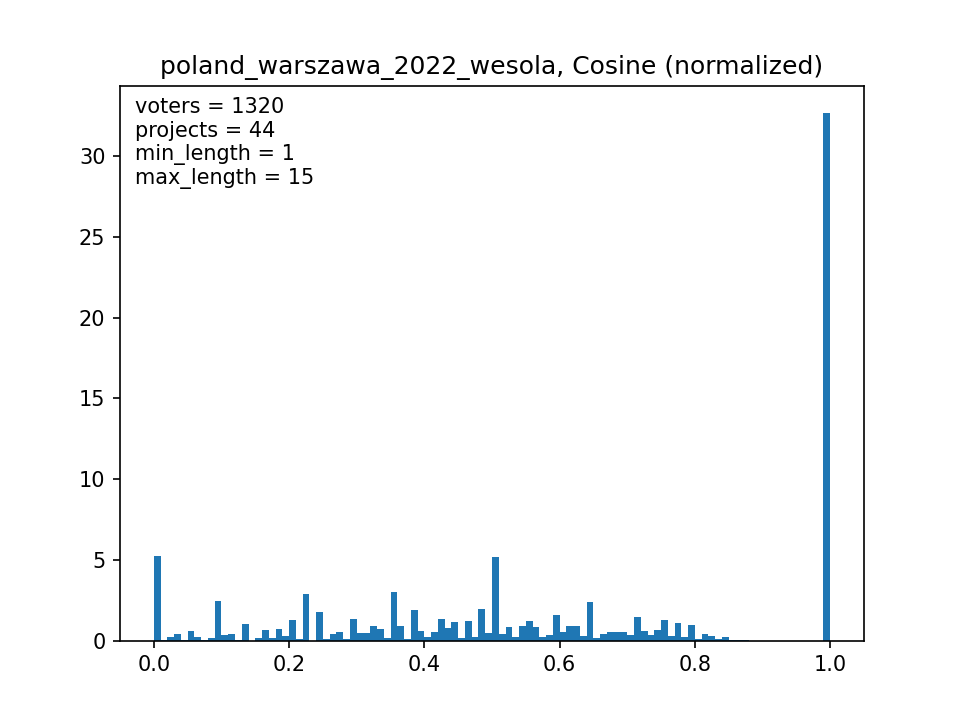 poland_warszawa_2022_wesola, Cosine (normalized)
voters = 1320
projects = 44
min_length = 1
max_length = 15
30
25
20
15
10
5
0
0.0 0.2 0.4 0.6 0.8 1.0